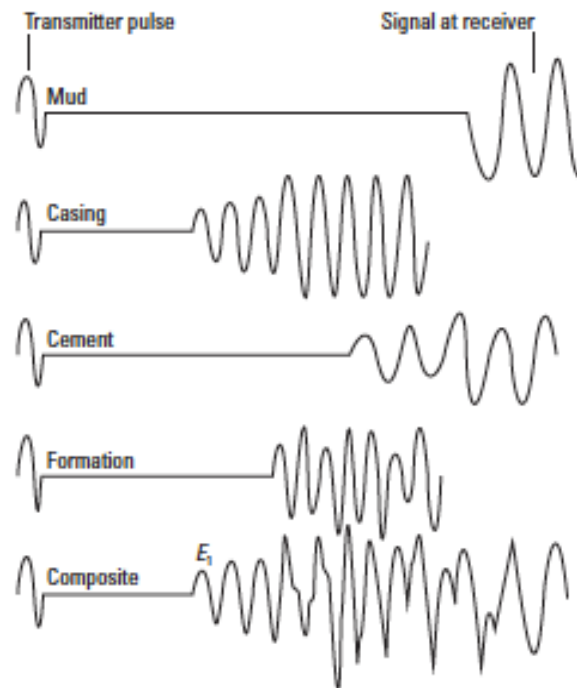 Transmitter pulse Signal at receiver
Mud
Casing
Cement
Formation
E₁
Composite